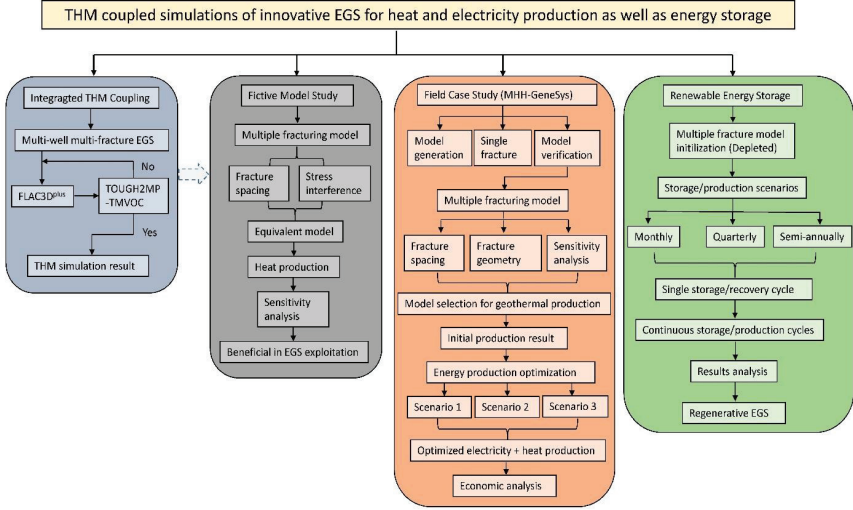 THM coupled simulations of innovative EGS for heat and electricity production as well as energy storage
Integragted THM Coupling
Multi-well multi-fracture EGS
No
FLAC3Dplus
TOUGH2MP
-TMVOC
Yes
THM simulation result
Fictive Model Study
Multiple fracturing model
Fracture
spacing
Stress
interference
Equivalent model
Heat production
Sensitivity
analysis
Beneficial in EGS exploitation
Field Case Study (MHH-GeneSys)
Model
generation
Single
fracture
Model
verification
Multiple fracturing model
Fracture
spacing
Fracture
geometry
Sensitivity
analysis
Model selection for geothermal production
Initial production result
Energy production optimization
Scenario 1
Scenario 2
Scenario 3
Optimized electricity + heat production
Economic analysis
Renewable Energy Storage
Multiple fracture model
initilization (Depleted)
Storage/production scenarios
Monthly
Quarterly
Semi-annually
Single storage/recovery cycle
Continuous storage/production cycles
Results analysis
Regenerative EGS